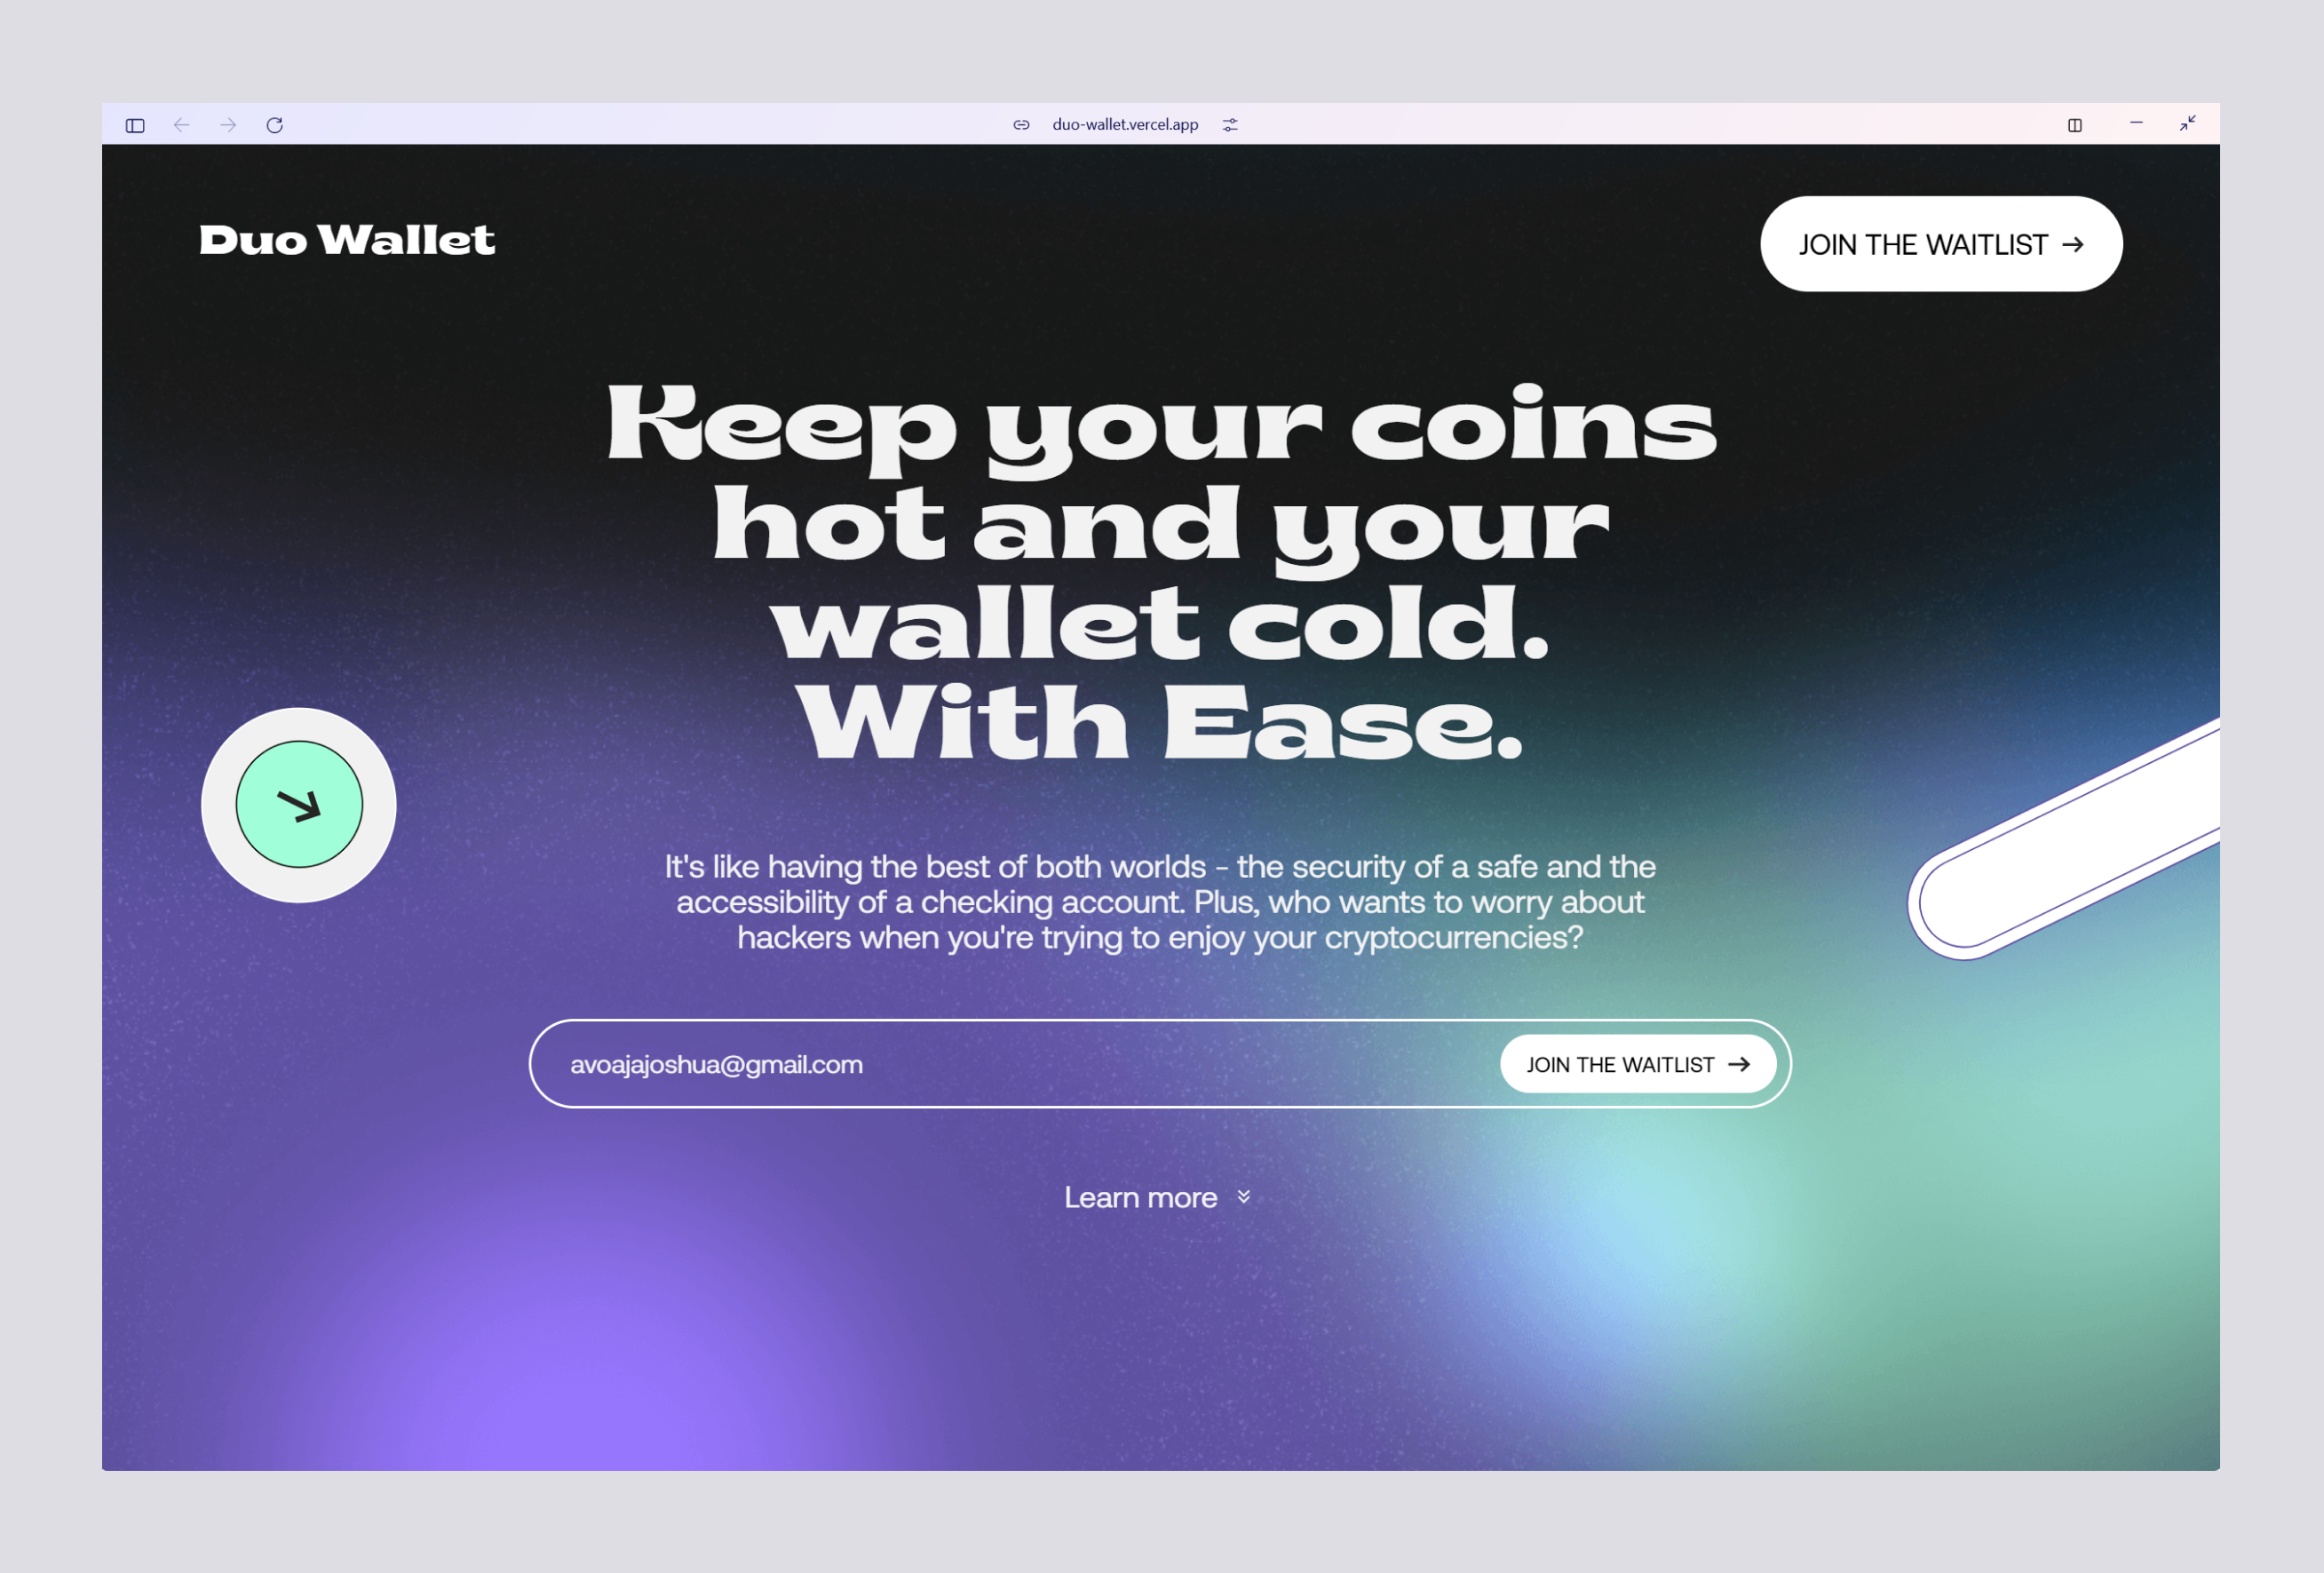 duo-wallet.vercel.app
Duo Wallet
JOIN THE WAITLIST →
Keep your coins
hot and your
wallet cold.
With Ease.
It's like having the best of both worlds - the security of a safe and the
accessibility of a checking account. Plus, who wants to worry about
hackers when you're trying to enjoy your cryptocurrencies?
avoajajoshua@gmail.com
JOIN THE WAITLIST →
Learn more